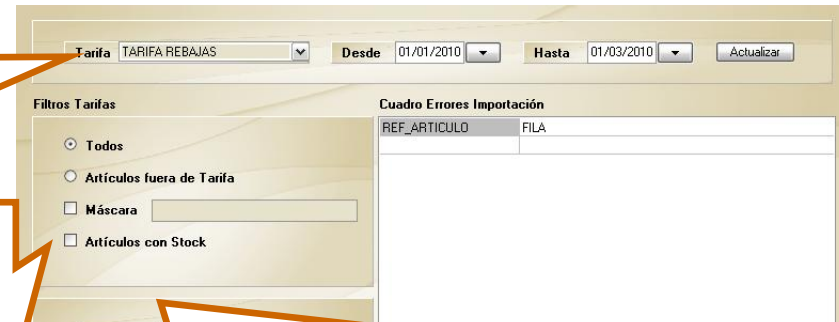 Tarifa TARIFA REBAJAS Desde 01/01/2010 Hasta 01/03/2010 Actualizar
Filtros Tarifas
Todos
Artículos fuera de Tarifa
Máscara
Artículos con Stock
Cuadro Errores Importación
REF_ARTICULO FILA